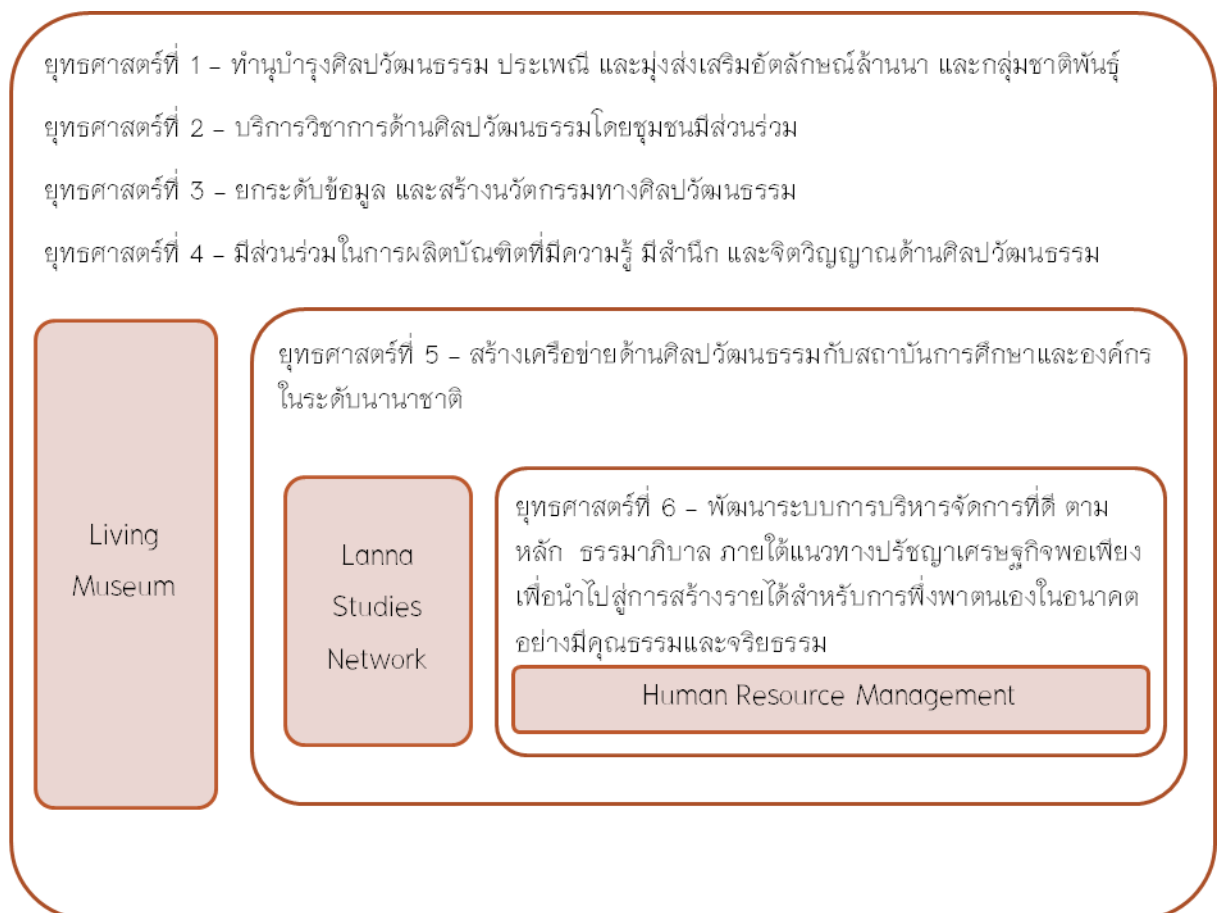 ยุทธศาสตร์ที่ 1 – ทำนุบำรุงศิลปวัฒนธรรม ประเพณี และมุ่งส่งเสริมอัตลักษณ์ล้านนา และกลุ่มชาติพันธุ์
ยุทธศาสตร์ที่ 2 – บริการวิชาการด้านศิลปวัฒนธรรมโดยชุมชนมีส่วนร่วม
ยุทธศาสตร์ที่ 3 – ยกระดับข้อมูล และสร้างนวัตกรรมทางศิลปวัฒนธรรม
ยุทธศาสตร์ที่ 4 – มีส่วนร่วมในการผลิตบัณฑิตที่มีความรู้ มีสำนึก และจิตวิญญาณด้านศิลปวัฒนธรรม
Living
Museum
ยุทธศาสตร์ที่ 5 – สร้างเครือข่ายด้านศิลปวัฒนธรรมกับสถาบันการศึกษาและองค์กร
ในระดับนานาชาติ
Lanna
Studies
Network
ยุทธศาสตร์ที่ 6 – พัฒนาระบบการบริหารจัดการที่ดี ตาม
หลัก ธรรมาภิบาล ภายใต้แนวทางปรัชญาเศรษฐกิจพอเพียง
เพื่อนำไปสู่การสร้างรายได้สำหรับการพึ่งพาตนเองในอนาคต
อย่างมีคุณธรรมและจริยธรรม
Human Resource Management